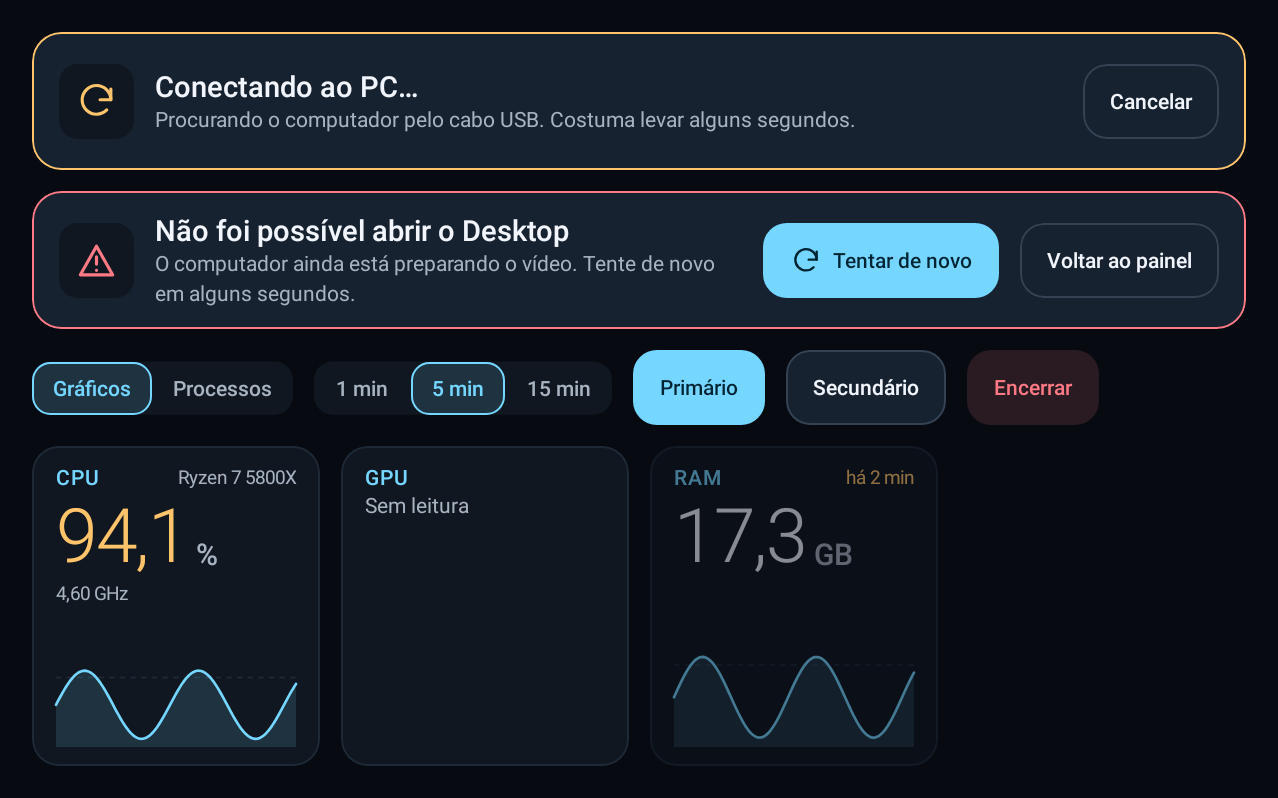 Conectando ao PC…
Procurando o computador pelo cabo USB. Costuma levar alguns segundos.
Cancelar
Não foi possível abrir o Desktop
O computador ainda está preparando o vídeo. Tente de novo
em alguns segundos.
Tentar de novo
Voltar ao painel
Gráficos
Processos
1 min
5 min
15 min
Primário
Secundário
Encerrar
CPU
Ryzen 7 5800X
94,1 %
4,60 GHz
GPU
Sem leitura
RAM
há 2 min
17,3 GB